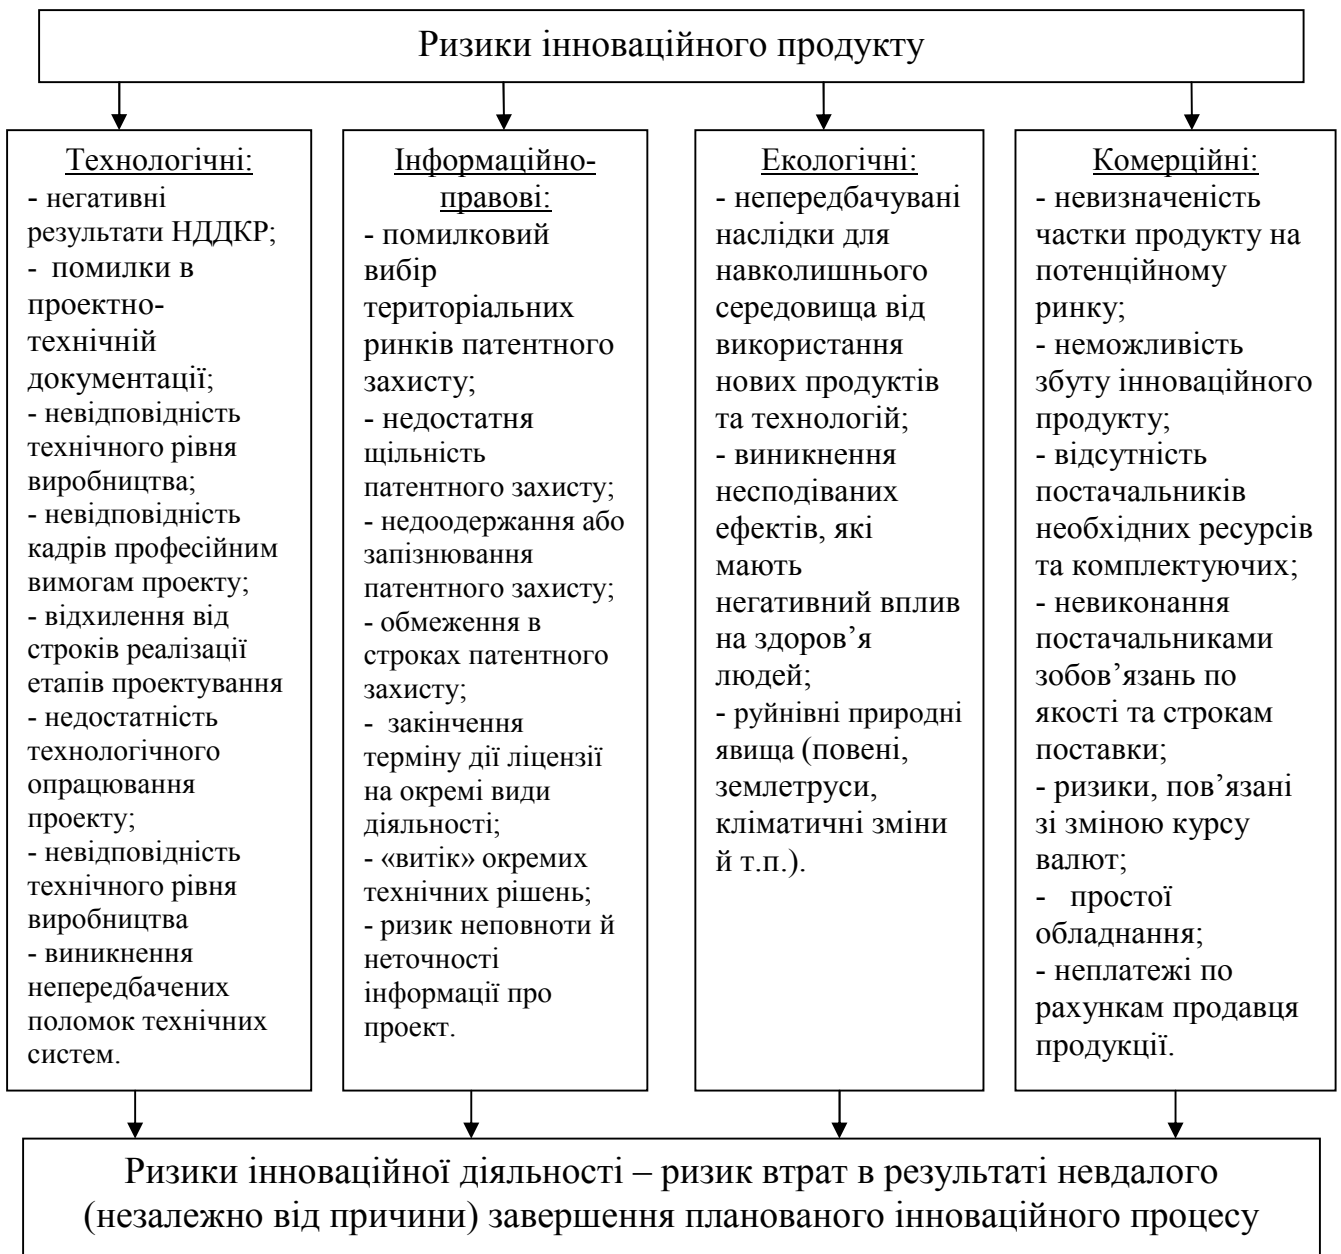 Ризики інноваційного продукту
Технологічні:
- негативні
результати НДДКР;
- помилки в
проектно-
технічній
документації;
- невідповідність
технічного рівня
виробництва;
- невідповідність
кадрів професійним
вимогам проекту;
- відхилення від
строків реалізації
етапів проектування
- недостатність
технологічного
опрацювання
проекту;
- невідповідність
технічного рівня
виробництва
- виникнення
непередбачених
поломок технічних
систем.
Інформаційно-
правові:
- помилковий
вибір
територіальних
ринків патентного
захисту;
- недостатня
щільність
патентного захисту;
- недоодержання або
запізнювання
патентного захисту;
- обмеження в
строках патентного
захисту;
- закінчення
терміну дії ліцензії
на окремі види
діяльності;
- «витік» окремих
технічних рішень;
- ризик неповноти й
неточності
інформації про
проект.
Екологічні:
- непередбачувані
наслідки для
навколишнього
середовища від
використання
нових продуктів
та технологій;
- виникнення
несподіваних
ефектів, які
мають
негативний вплив
на здоров’я
людей;
- руйнівні природні
явища (повені,
землетруси,
кліматичні зміни
й т.п.).
Комерційні:
- невизначеність
частки продукту на
потенційному
ринку;
- неможливість
збуту інноваційного
продукту;
- відсутність
постачальників
необхідних ресурсів
та комплектуючих;
- невиконання
постачальниками
зобов’язань по
якості та строкам
поставки;
- ризики, пов’язані
зі зміною курсу
валют;
- простої
обладнання;
- неплатежі по
рахункам продавця
продукції.
Ризики інноваційної діяльності – ризик втрат в результаті невдалого
(незалежно від причини) завершення планованого інноваційного процесу